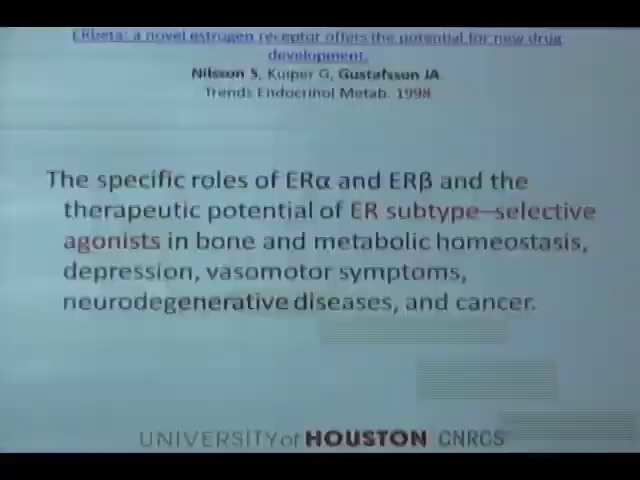 ERbeta: a novel estrogen receptor offers the potential for new drug
development.
Nilsson S, Kuiper G, Gustafsson JA.
Trends Endocrinol Metab. 1998
The specific roles of ERα and ERβ and the
therapeutic potential of ER subtype–selective
agonists in bone and metabolic homeostasis,
depression, vasomotor symptoms,
neurodegenerative diseases, and cancer.
UNIVERSITY of HOUSTON CNRCS